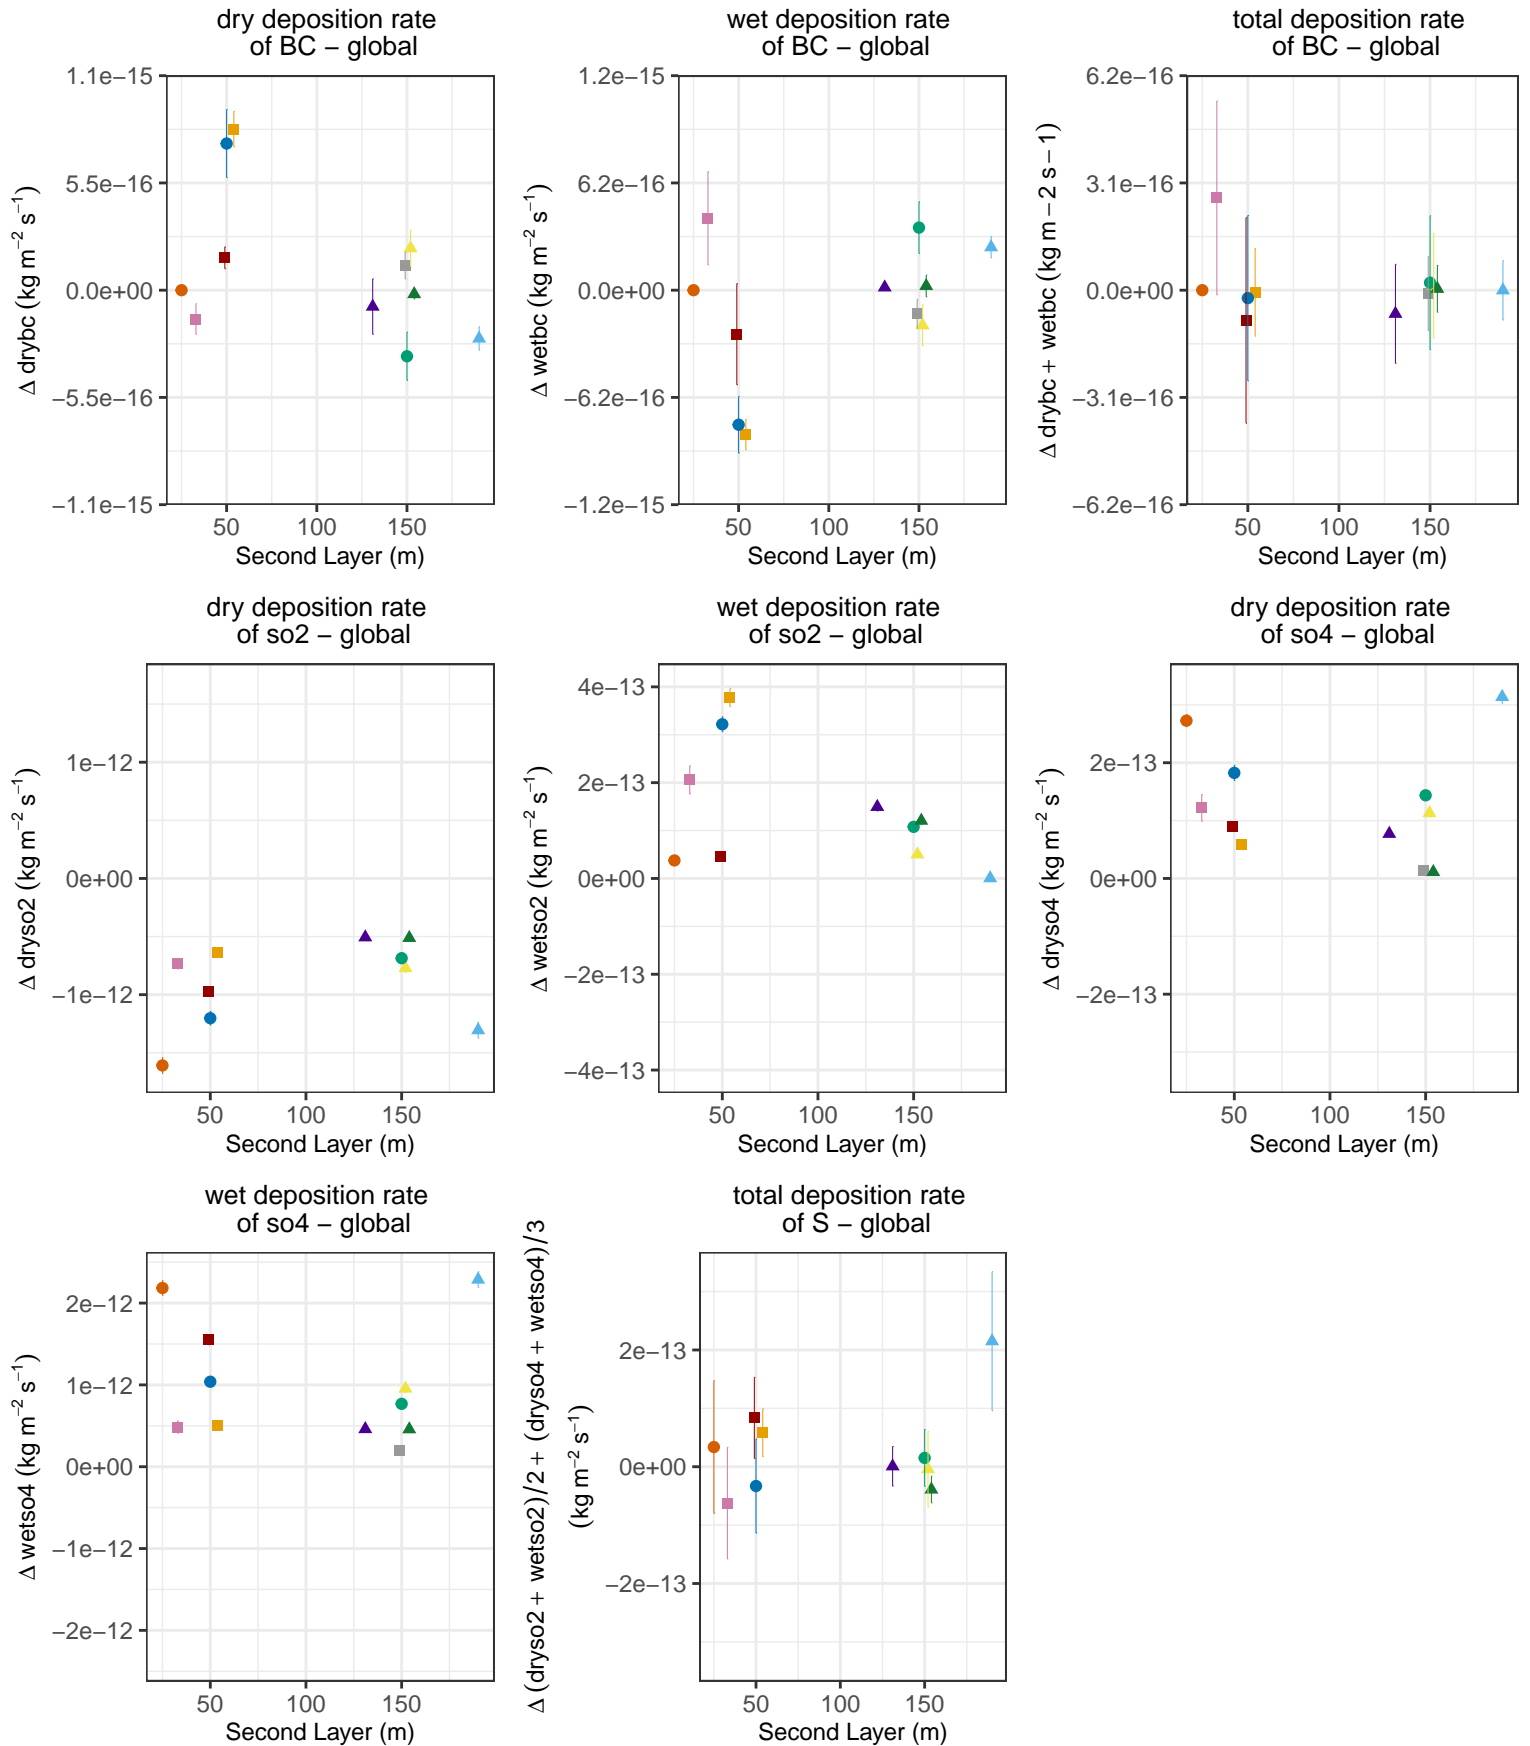 dry deposition rate
of BC − global
Δ drybc (kg m−2 s−1)
1.1e−15
5.5e−16
0.0e+00
−5.5e−16
−1.1e−15
50 100 150
Second Layer (m)
wet deposition rate
of BC − global
Δ wetbc (kg m−2 s−1)
1.2e−15
6.2e−16
0.0e+00
−6.2e−16
−1.2e−15
50 100 150
Second Layer (m)
total deposition rate
of BC − global
Δ drybc + wetbc (kg m − 2 s − 1)
6.2e−16
3.1e−16
0.0e+00
−3.1e−16
−6.2e−16
50 100 150
Second Layer (m)
dry deposition rate
of so2 − global
Δ dryso2 (kg m−2 s−1)
1e−12
0e+00
−1e−12
50 100 150
Second Layer (m)
wet deposition rate
of so2 − global
Δ wetso2 (kg m−2 s−1)
4e−13
2e−13
0e+00
−2e−13
−4e−13
50 100 150
Second Layer (m)
dry deposition rate
of so4 − global
Δ dryso4 (kg m−2 s−1)
2e−13
0e+00
−2e−13
50 100 150
Second Layer (m)
wet deposition rate
of so4 − global
Δ wetso4 (kg m−2 s−1)
2e−12
1e−12
0e+00
−1e−12
−2e−12
50 100 150
Second Layer (m)
total deposition rate
of S − global
Δ (dryso2 + wetso2)/2 + (dryso4 + wetso4)/3
(kg m−2 s−1)
2e−13
0e+00
−2e−13
50 100 150
Second Layer (m)